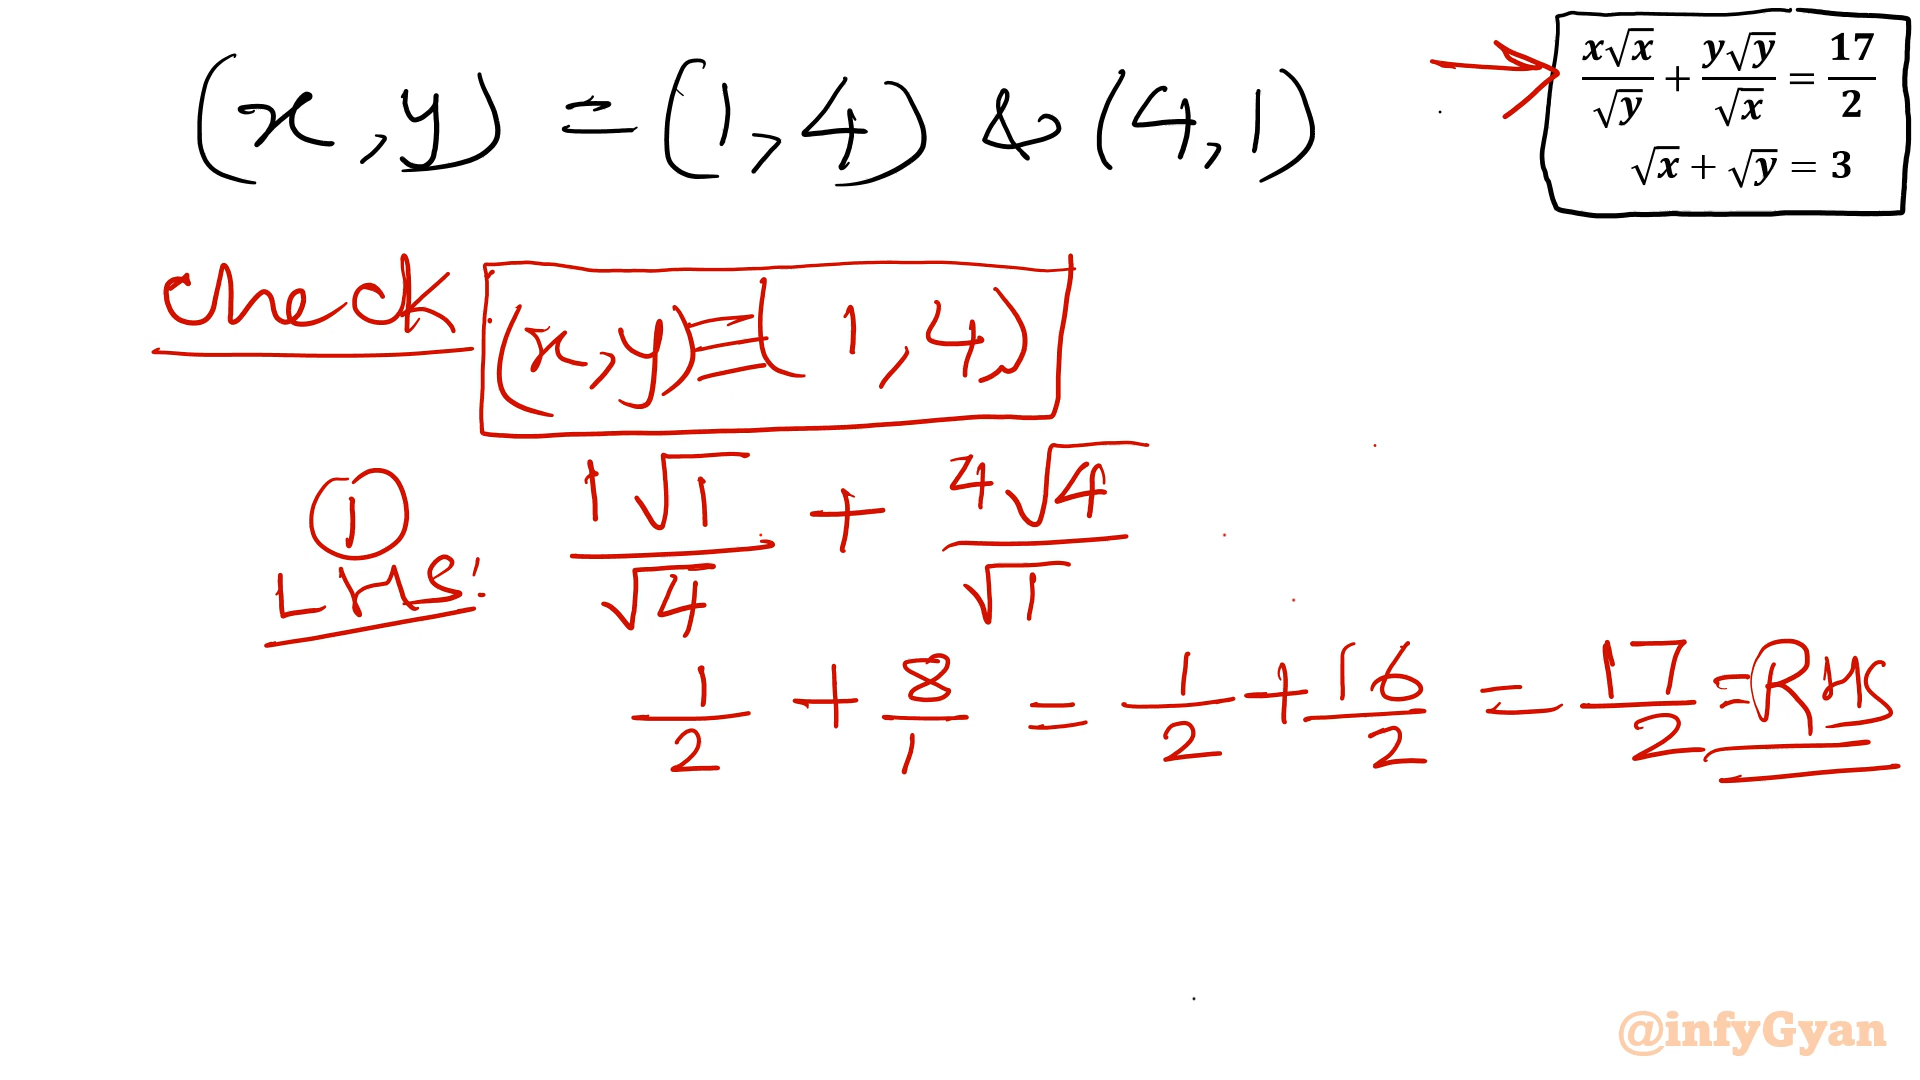 (x, y) = (1, 4) & (4, 1)
x√x/√y + y√y/√x = 17/2
√x + √y = 3
check (x, y) = (1, 4)
① LHS: 1√1/√4 + 4√4/√1
1/2 + 8/1 = 1/2 + 16/2 = 17/2 = RHS
@infyGyan